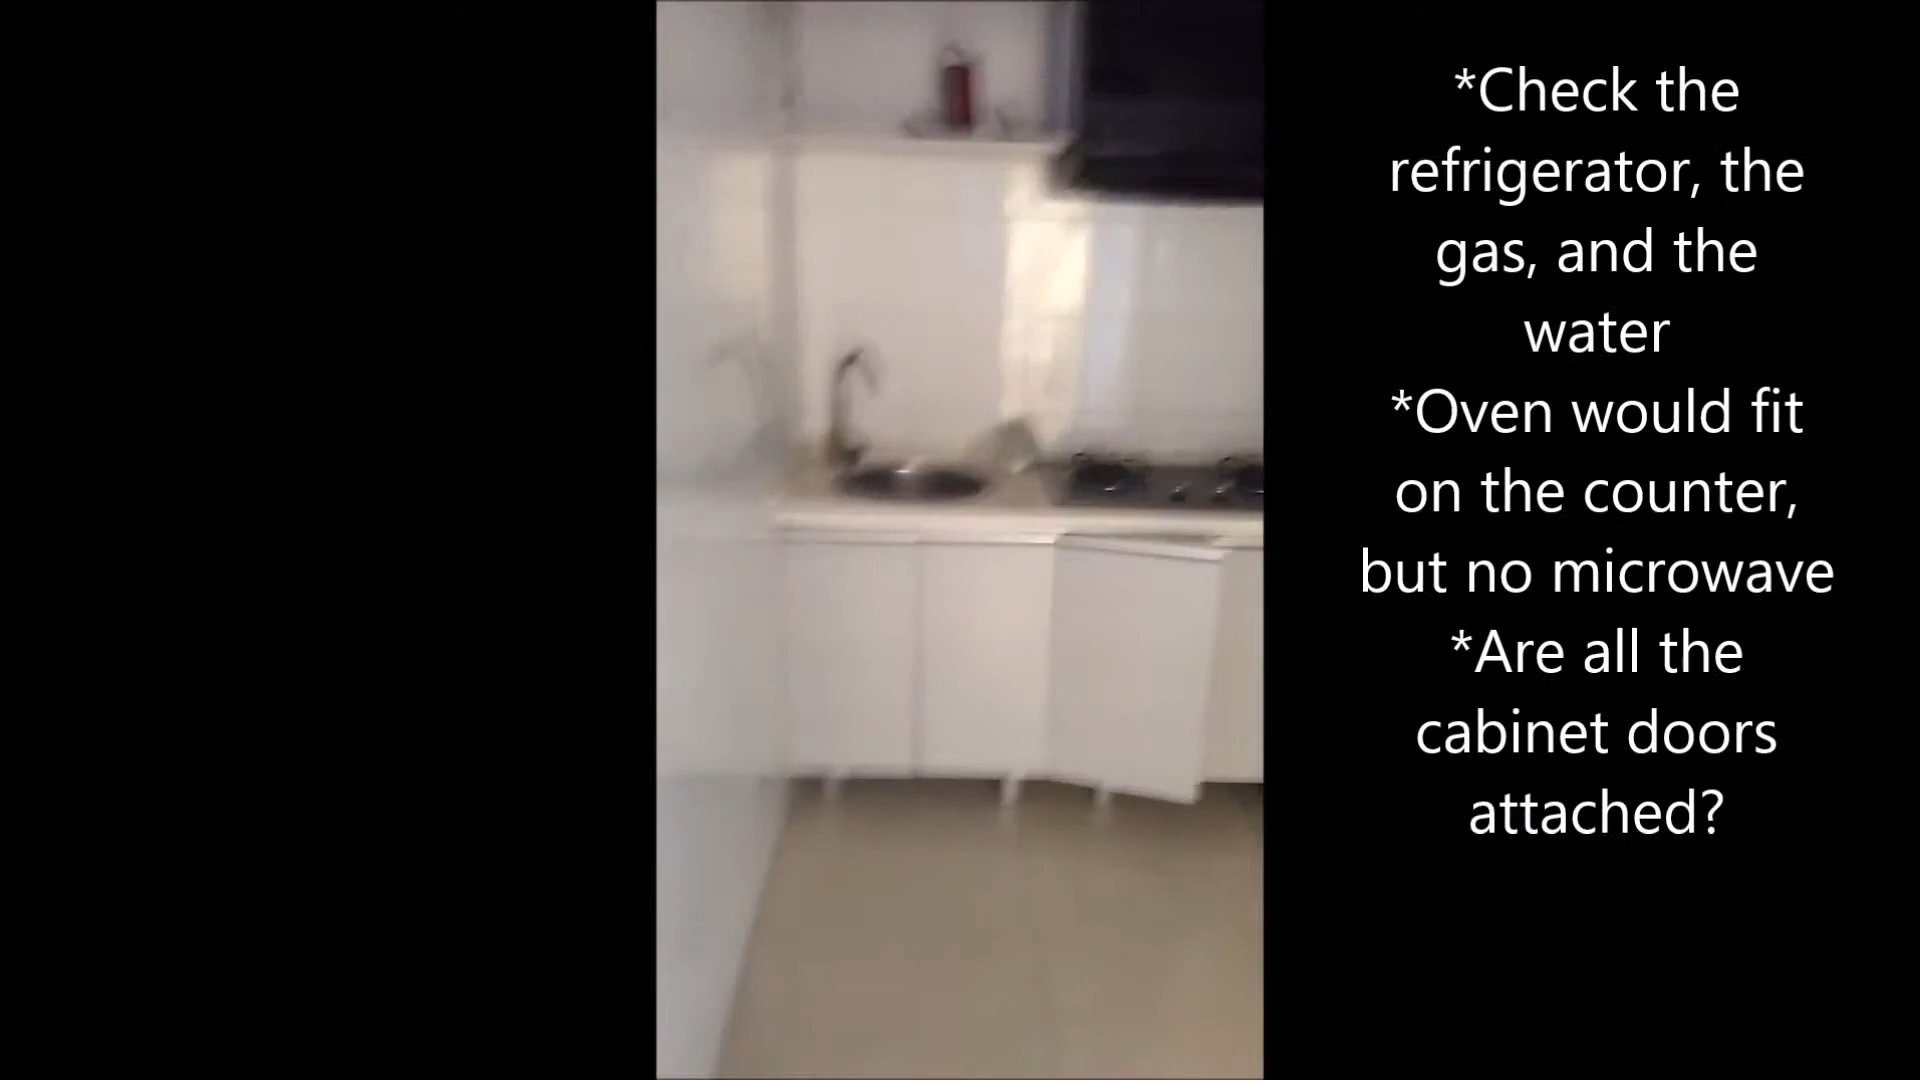 *Check the
refrigerator, the
gas, and the
water
*Oven would fit
on the counter,
but no microwave
*Are all the
cabinet doors
attached?